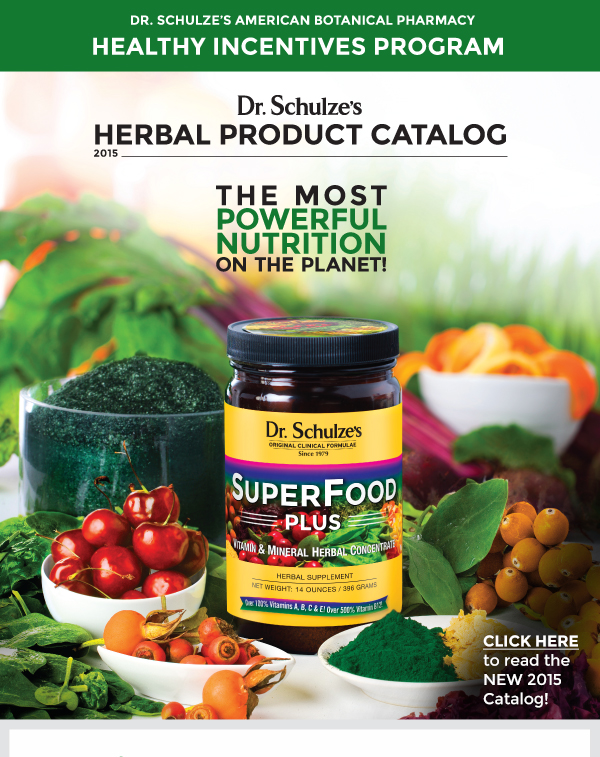 DR. SCHULZE'S AMERICAN BOTANICAL PHARMACY
HEALTHY INCENTIVES PROGRAM
Dr. Schulze's
HERBAL PRODUCT CATALOG
2015
THE MOST
POWERFUL
NUTRITION
ON THE PLANET!
Dr. Schulze's
ORIGINAL CLINICAL FORMULAE
Since 1979
SUPERFOOD
PLUS
VITAMIN & MINERAL HERBAL CONCENTRATE
HERBAL SUPPLEMENT
NET WEIGHT: 14 OUNCES / 396 GRAMS
Over 100% Vitamins A, B, C & E! Over 500% Vitamin B12!
CLICK HERE
to read the
NEW 2015
Catalog!